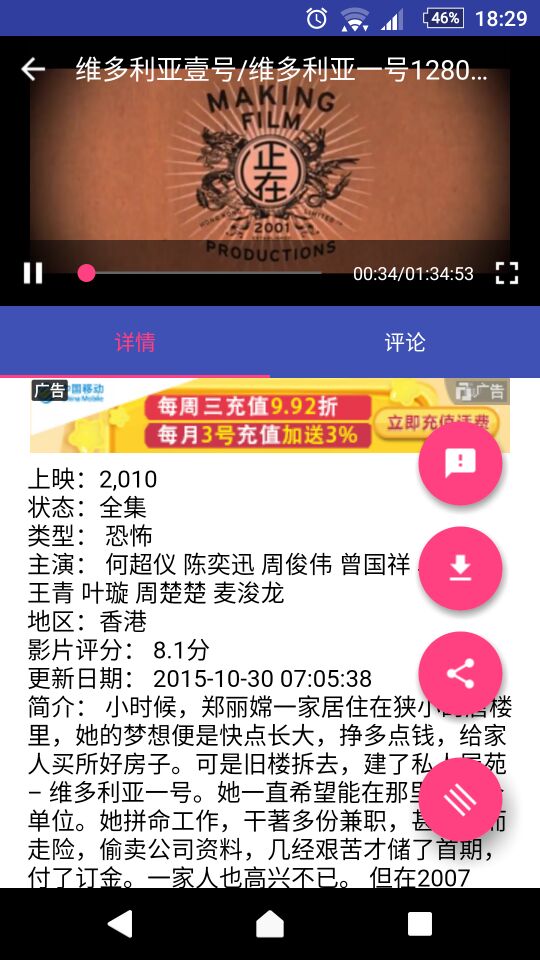 46% 18:29
维多利亚壹号/维多利亚一号1280...
MAKING
FILM
正在
2001
PRODUCTIONS
00:34/01:34:53
详情 评论
广告 中国移动 广告
China Mobile
每周三充值9.92折
每月3号充值加送3%
立即充值话费
上映：2,010
状态：全集
类型： 恐怖
主演： 何超仪 陈奕迅 周俊伟 曾国祥
王青 叶璇 周楚楚 麦浚龙
地区：香港
影片评分： 8.1分
更新日期： 2015-10-30 07:05:38
简介： 小时候，郑丽嫦一家居住在狭小 楼
里，她的梦想便是快点长大，挣多点钱，给家
人买所好房子。可是旧楼拆去，建了私人屋苑
– 维多利亚一号。她一直希望能在那里
单位。她拼命工作，干著多份兼职，甚 而
走险，偷卖公司资料，几经艰苦才储了首期，
付了订金。一家人也高兴不已。 但在2007